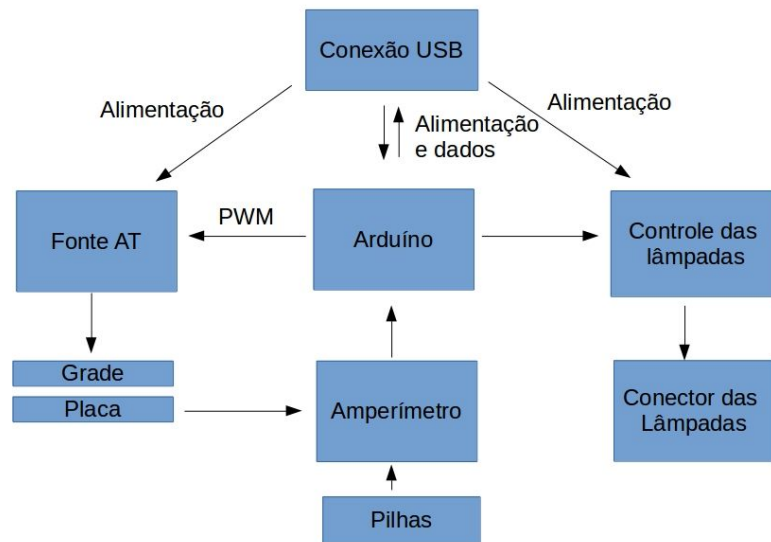 Conexão USB
Alimentação
Alimentação
Alimentação
e dados
PWM
Fonte AT
Arduíno
Controle das
lâmpadas
Grade
Placa
Amperímetro
Conector das
Lâmpadas
Pilhas